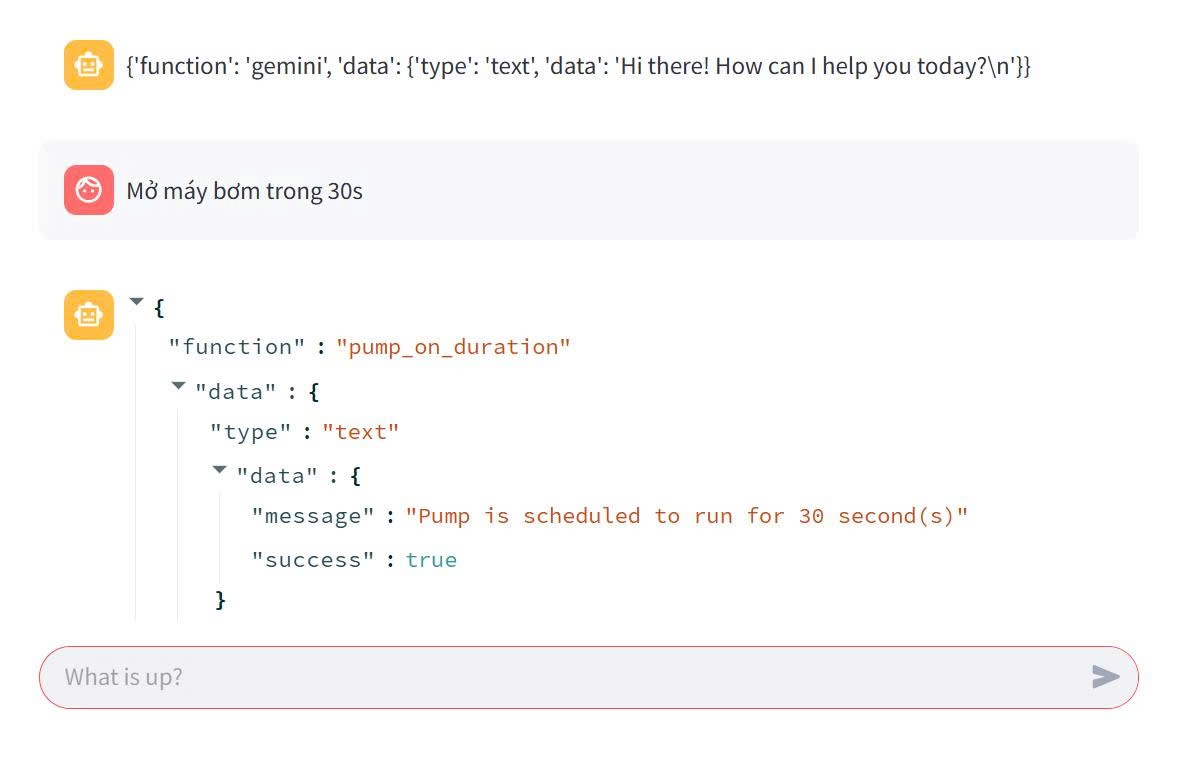 {'function': 'gemini', 'data': {'type': 'text', 'data': 'Hi there! How can I help you today?\n'}}
Mở máy bơm trong 30s
{
"function" : "pump_on_duration"
"data" : {
"type" : "text"
"data" : {
"message" : "Pump is scheduled to run for 30 second(s)"
"success" : true
}
What is up?